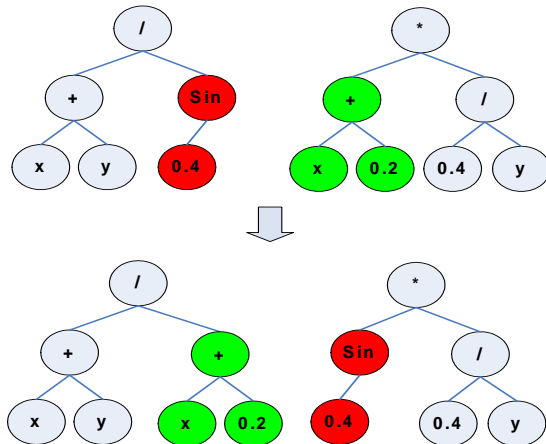 / *
+ Sin + /
x y 0.4 x 0.2 0.4 y
/ *
+ + Sin /
x y x 0.2 0.4 0.4 y